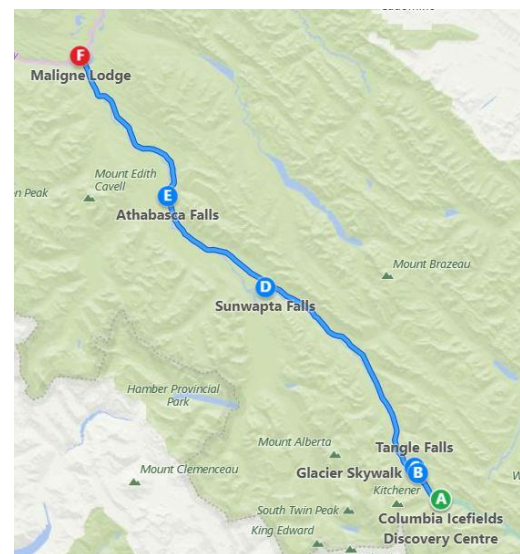 F
Maligne Lodge
Mount Edith
Cavell
n Peak
E
Athabasca Falls
Mount Brazeau
D
Sunwapta Falls
Hamber Provincial
Park
Mount Alberta
Tangle Falls
Mount Clemenceau
Glacier Skywalk
B
Kitchener
A
South Twin Peak
Columbia Icefields
Discovery Centre
King Edward
W